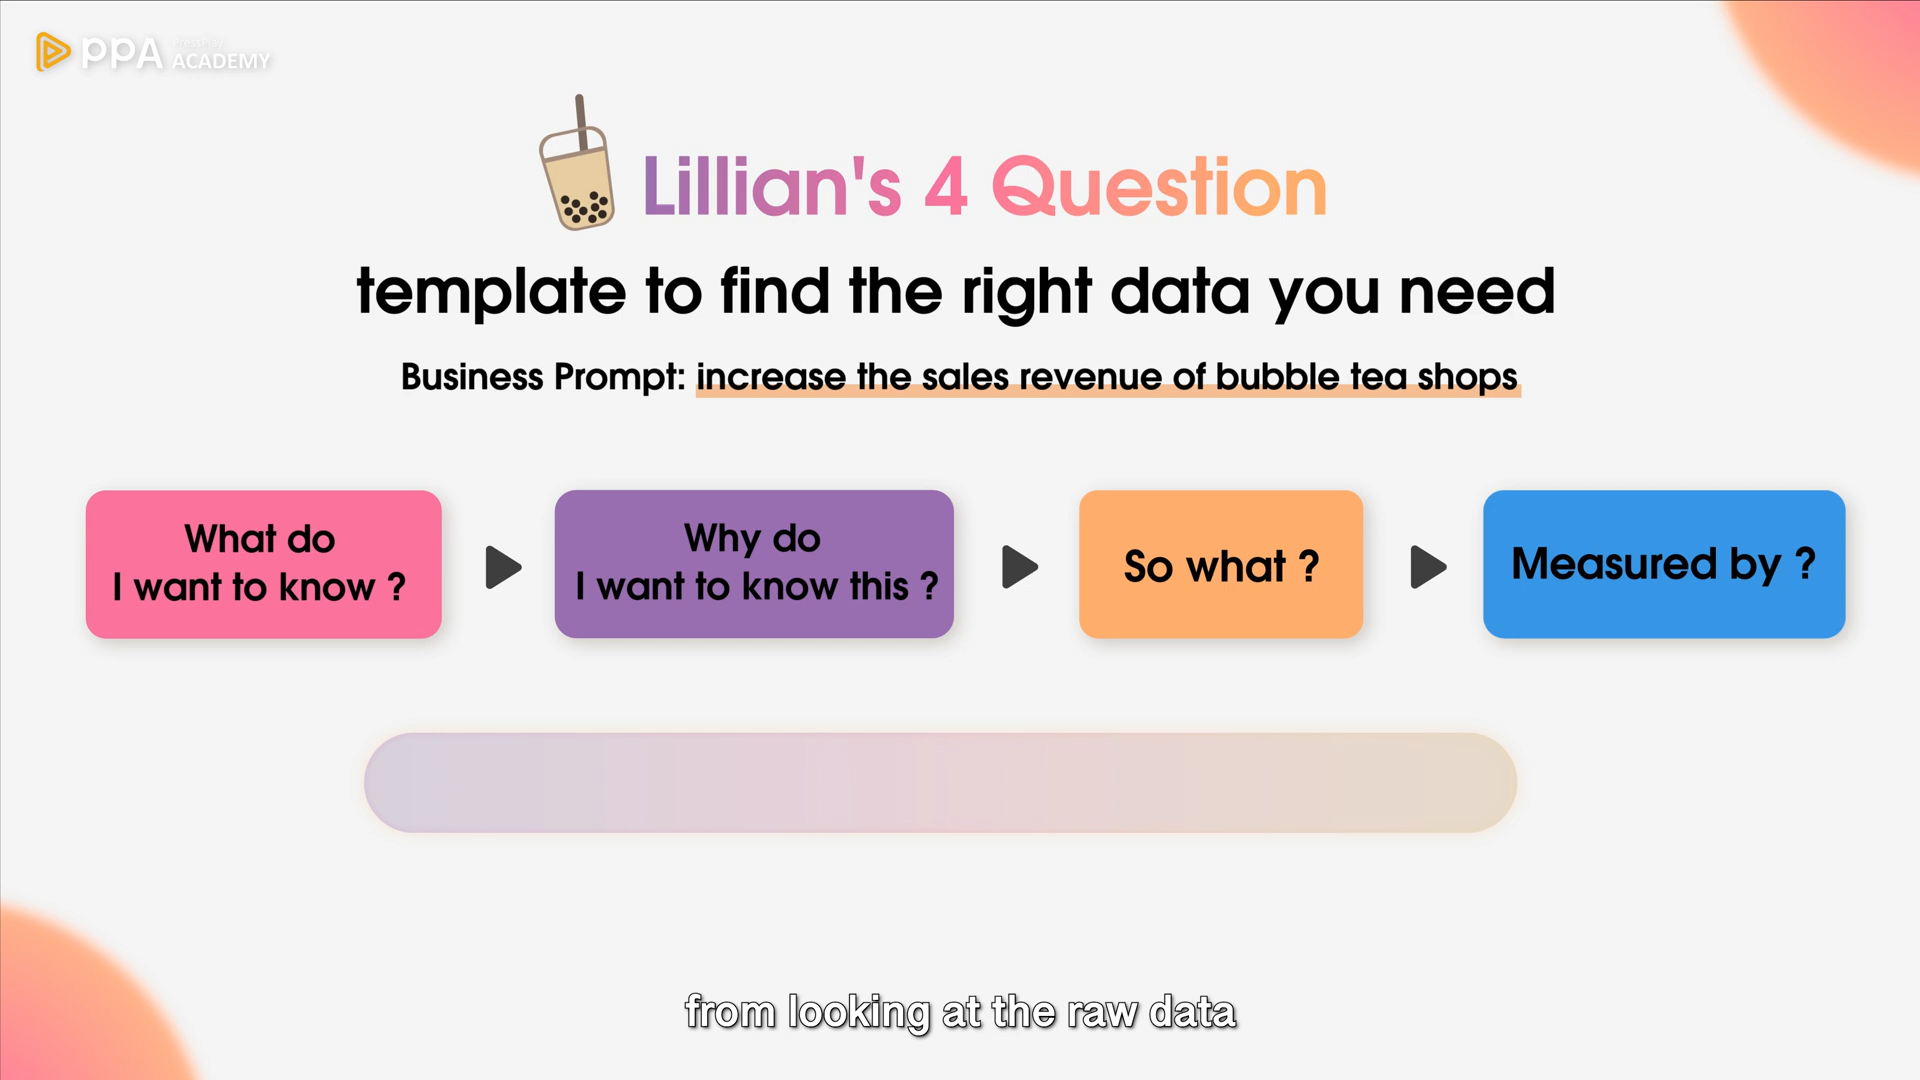 PPA PressPlay
ACADEMY
Lillian's 4 Question
template to find the right data you need
Business Prompt: increase the sales revenue of bubble tea shops
What do
I want to know ?
Why do
I want to know this ?
So what ?
Measured by ?
from looking at the raw data